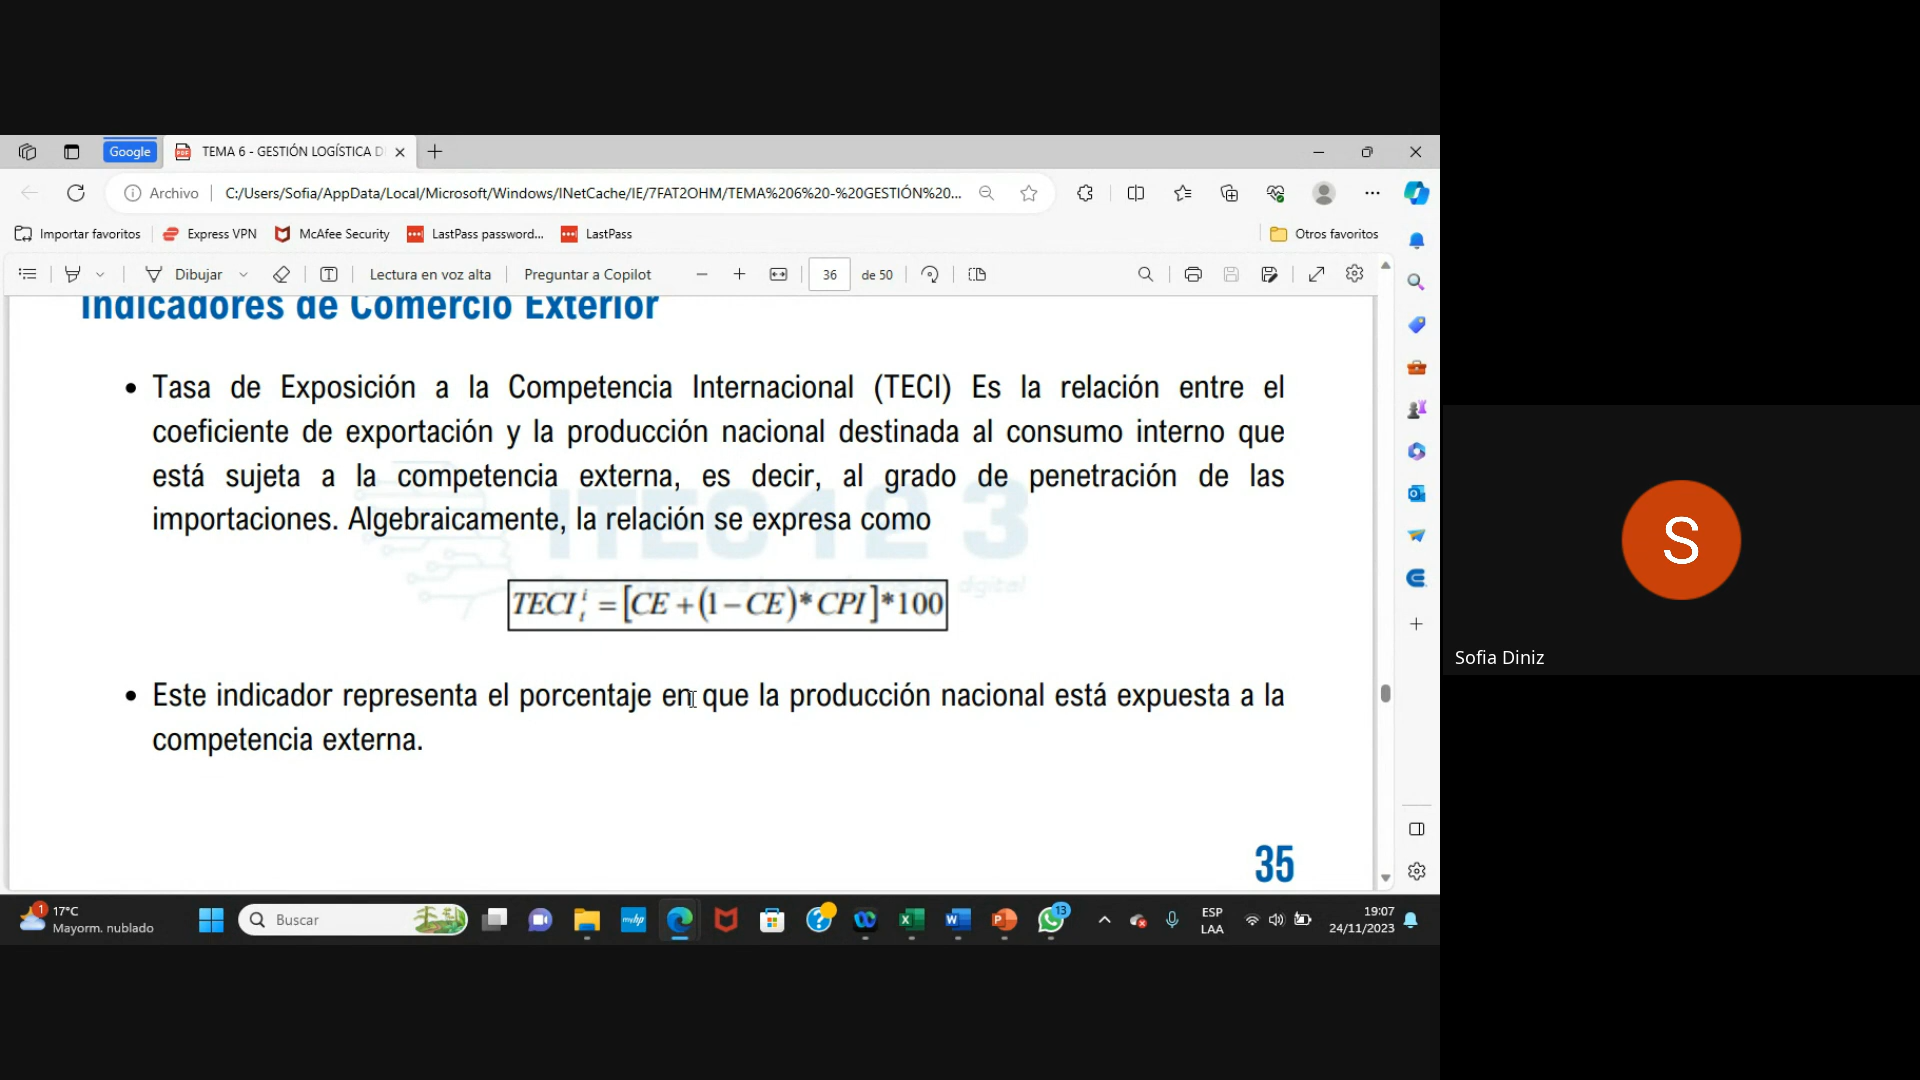 Google
TEMA 6 - GESTIÓN LOGÍSTICA D
Archivo
C:/Users/Sofia/AppData/Local/Microsoft/Windows/INetCache/IE/7FAT2OHM/TEMA%206%20-%20GESTIÓN%20...
Importar favoritos
Express VPN
McAfee Security
LastPass password...
LastPass
Otros favoritos
Dibujar
Lectura en voz alta
Preguntar a Copilot
36
de 50
Indicadores de Comercio Exterior
• Tasa de Exposición a la Competencia Internacional (TECI) Es la relación entre el
coeficiente de exportación y la producción nacional destinada al consumo interno que
está sujeta a la competencia externa, es decir, al grado de penetración de las
importaciones. Algebraicamente, la relación se expresa como
TECI i t = [CE + (1 – CE)* CPI]*100
• Este indicador representa el porcentaje en que la producción nacional está expuesta a la
competencia externa.
35
S
Sofia Diniz
1
17°C
Mayorm. nublado
Buscar
myhp
13
ESP
LAA
19:07
24/11/2023